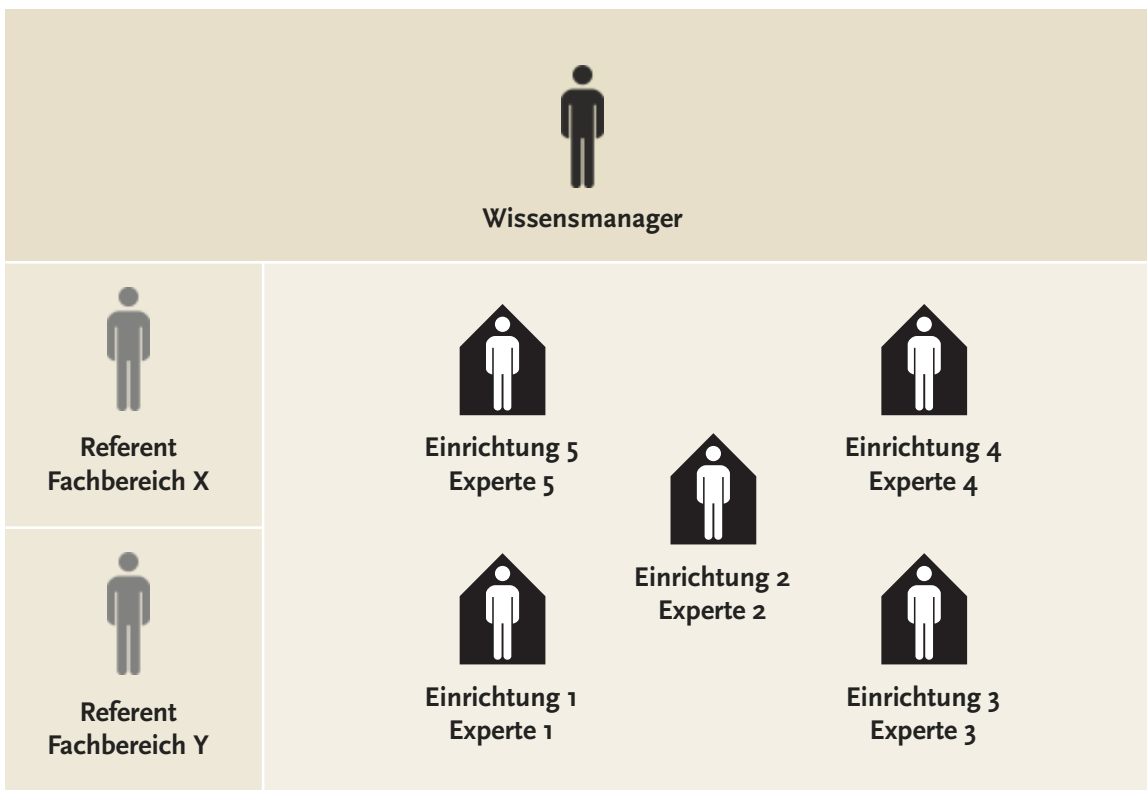 Wissensmanager
Referent
Fachbereich X
Einrichtung 5
Experte 5
Einrichtung 4
Experte 4
Einrichtung 2
Experte 2
Referent
Fachbereich Y
Einrichtung 1
Experte 1
Einrichtung 3
Experte 3